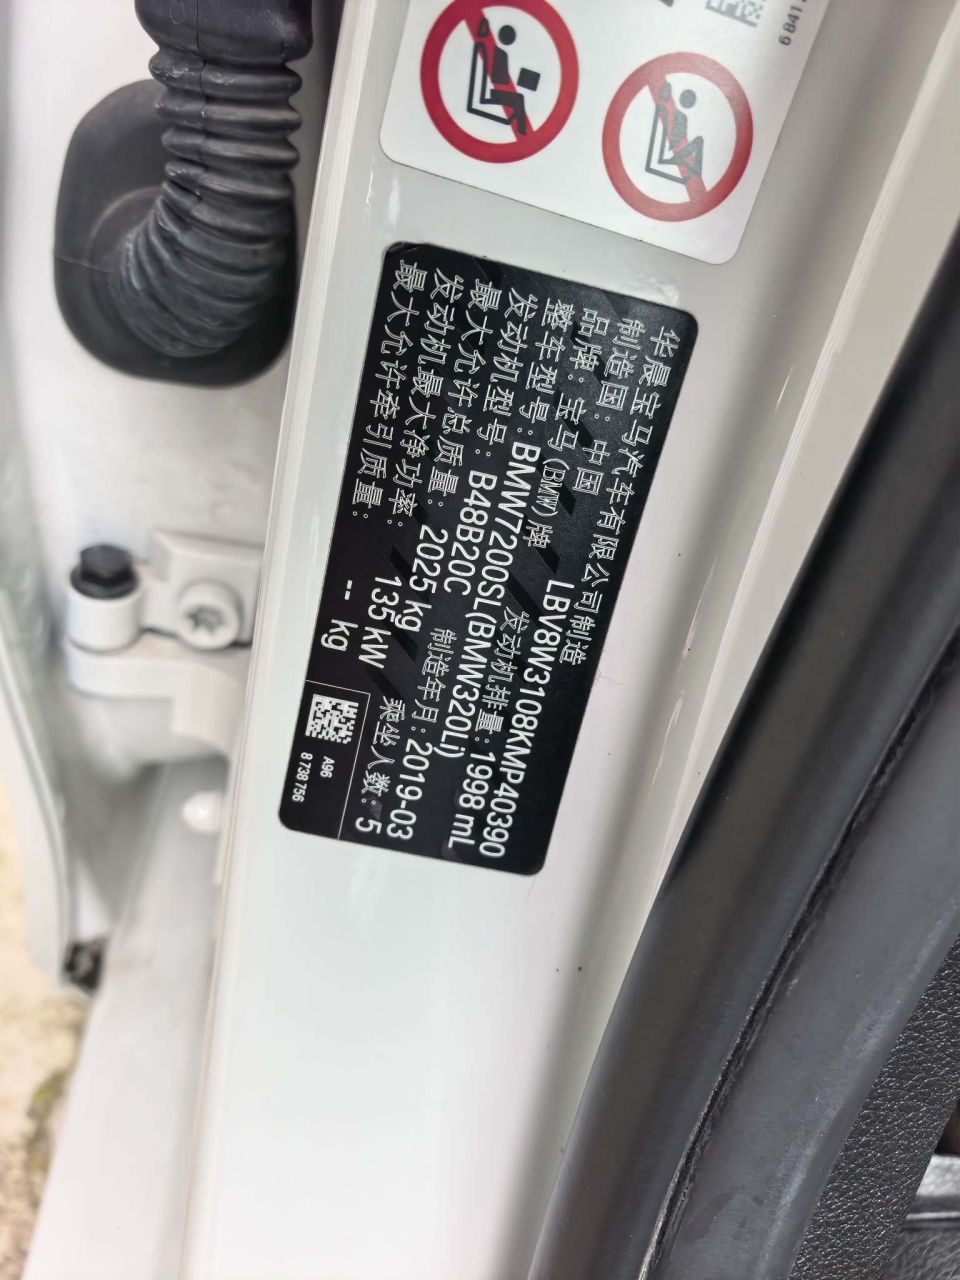 6 841
华晨宝马汽车有限公司制造
制造国：中国
品牌：宝马(BMW)牌 LBV8W3108KMP40390
整车型号：BMW7200SL(BMW320Li)
发动机型号：B48B20C 发动机排量：1998 mL
最大允许总质量：2025 kg 制造年月：2019-03
发动机最大净功率：135 kW 乘坐人数：5
最大允许牵引质量： -- kg
A96
8 738756